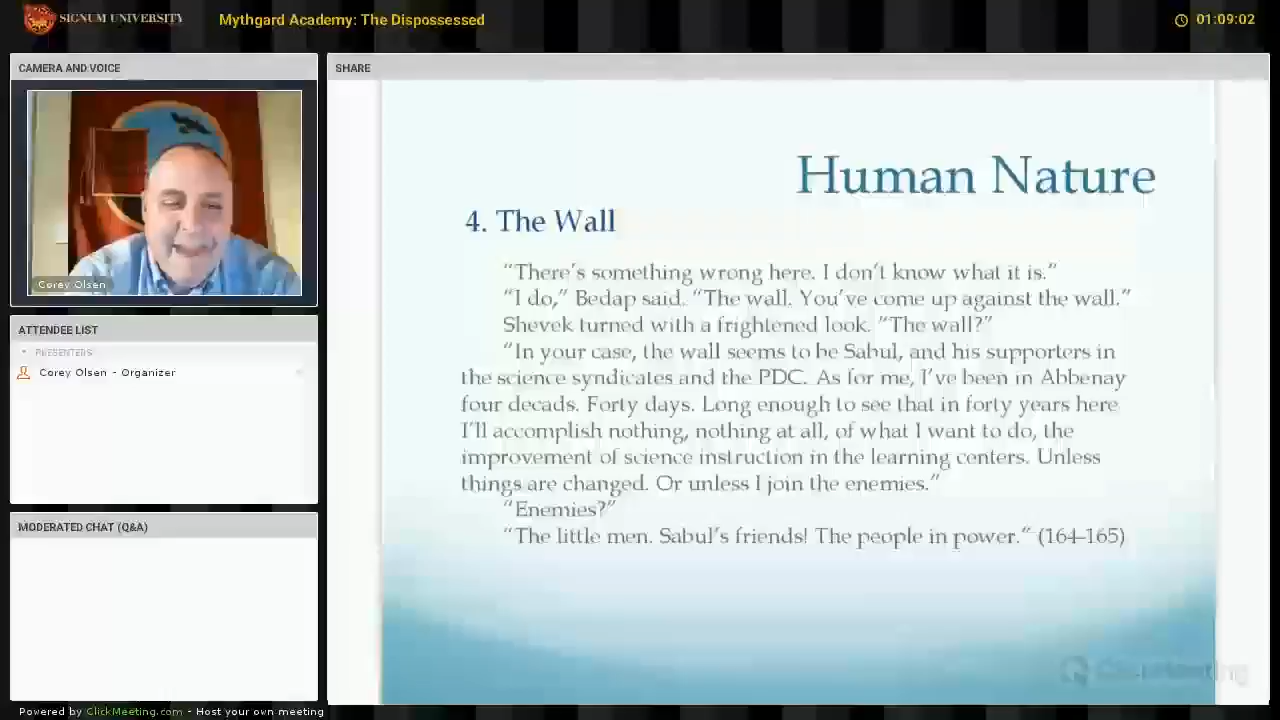 SIGNUM UNIVERSITY
Mythgard Academy: The Dispossessed
01:09:02
CAMERA AND VOICE
Corey Olsen
ATTENDEE LIST
PRESENTERS
Corey Olsen - Organizer
MODERATED CHAT (Q&A)
SHARE
Human Nature
4. The Wall
“There’s something wrong here. I don’t know what it is.”
“I do,” Bedap said. “The wall. You’ve come up against the wall.”
Shevek turned with a frightened look. “The wall?”
“In your case, the wall seems to be Sabul, and his supporters in
the science syndicates and the PDC. As for me, I’ve been in Abbenay
four decads. Forty days. Long enough to see that in forty years here
I’ll accomplish nothing, nothing at all, of what I want to do, the
improvement of science instruction in the learning centers. Unless
things are changed. Or unless I join the enemies.”
“Enemies?”
“The little men. Sabul’s friends! The people in power.” (164-165)
ClickMeeting
Powered by ClickMeeting.com - Host your own meeting